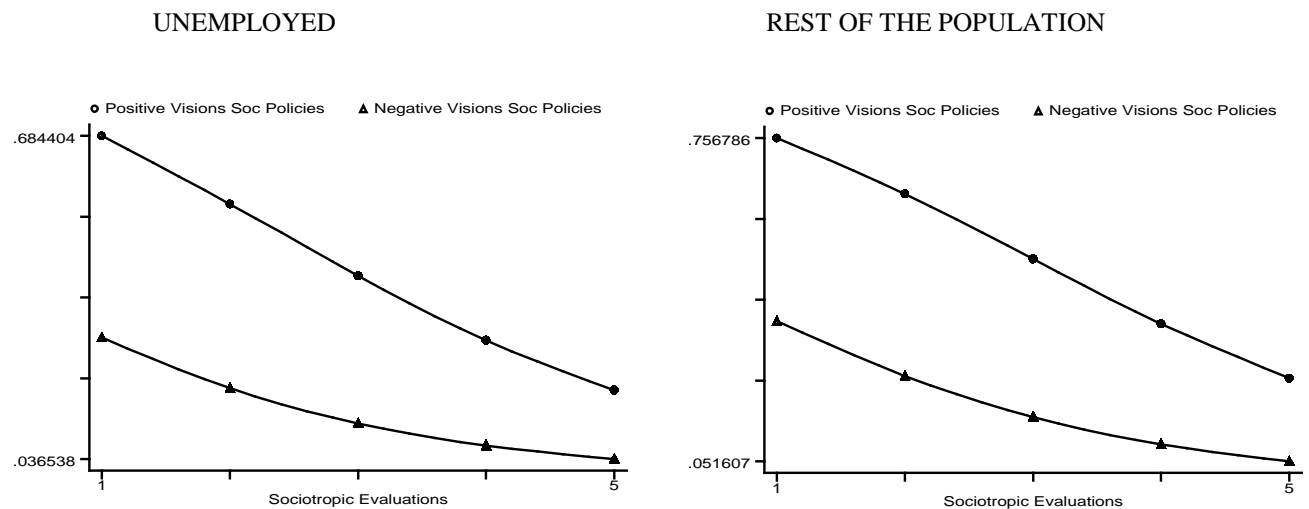 UNEMPLOYED
REST OF THE POPULATION
Positive Visions Soc Policies Negative Visions Soc Policies
.684404
.036538
1 5
Sociotropic Evaluations
Positive Visions Soc Policies Negative Visions Soc Policies
.756786
.051607
1 5
Sociotropic Evaluations